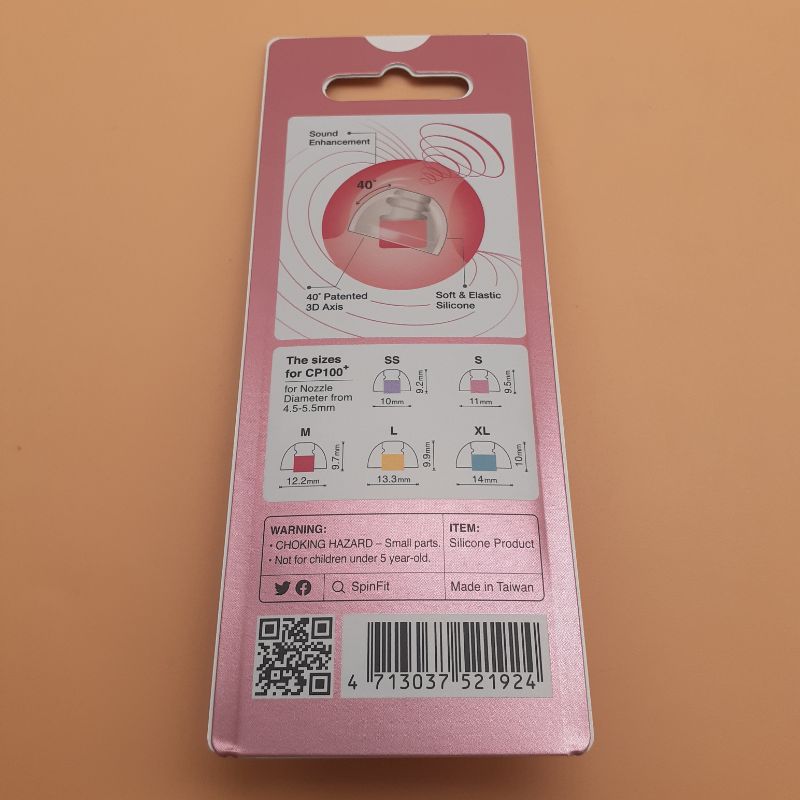 Sound
Enhancement
40°
40° Patented
3D Axis
Soft & Elastic
Silicone
The sizes
for CP100+
for Nozzle
Diameter from
4.5-5.5mm
SS
9.2mm
10mm
S
9.5mm
11mm
M
9.7mm
12.2mm
L
9.9mm
13.3mm
XL
10mm
14mm
WARNING:
• CHOKING HAZARD – Small parts.
• Not for children under 5 year-old.
ITEM:
Silicone Product
SpinFit
Made in Taiwan
4 713037 521924